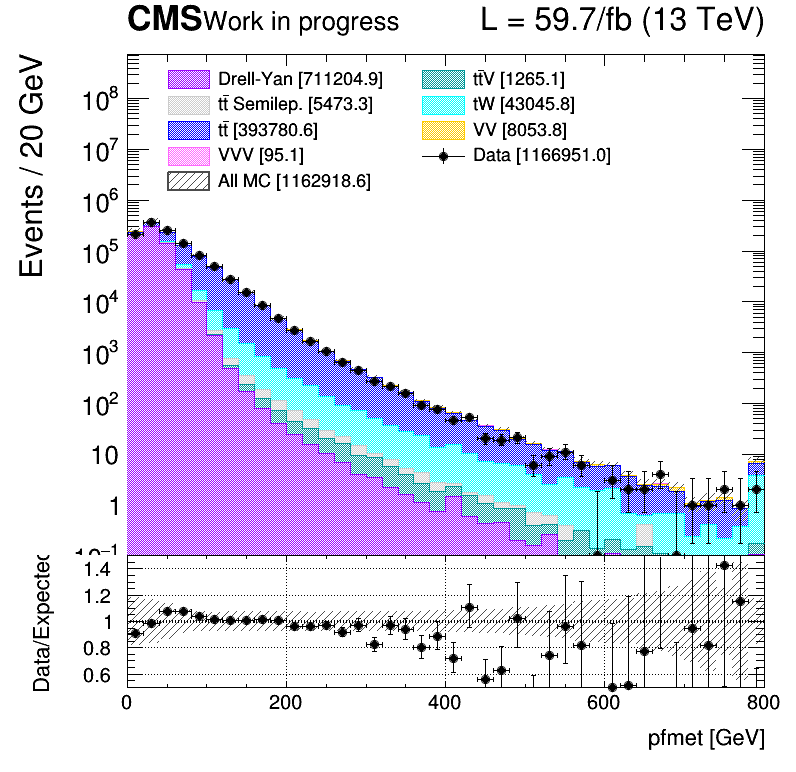 CMS Work in progress L = 59.7/fb (13 TeV)
Events / 20 GeV
Drell-Yan [711204.9]
tt̄ Semilep. [5473.3]
tt̄ [393780.6]
VVV [95.1]
All MC [1162918.6]
tt̄V [1265.1]
tW [43045.8]
VV [8053.8]
Data [1166951.0]
10⁸
10⁷
10⁶
10⁵
10⁴
10³
10²
10
1
10⁻¹
Data/Expected
1.4
1.2
1
0.8
0.6
0 200 400 600 800
pfmet [GeV]